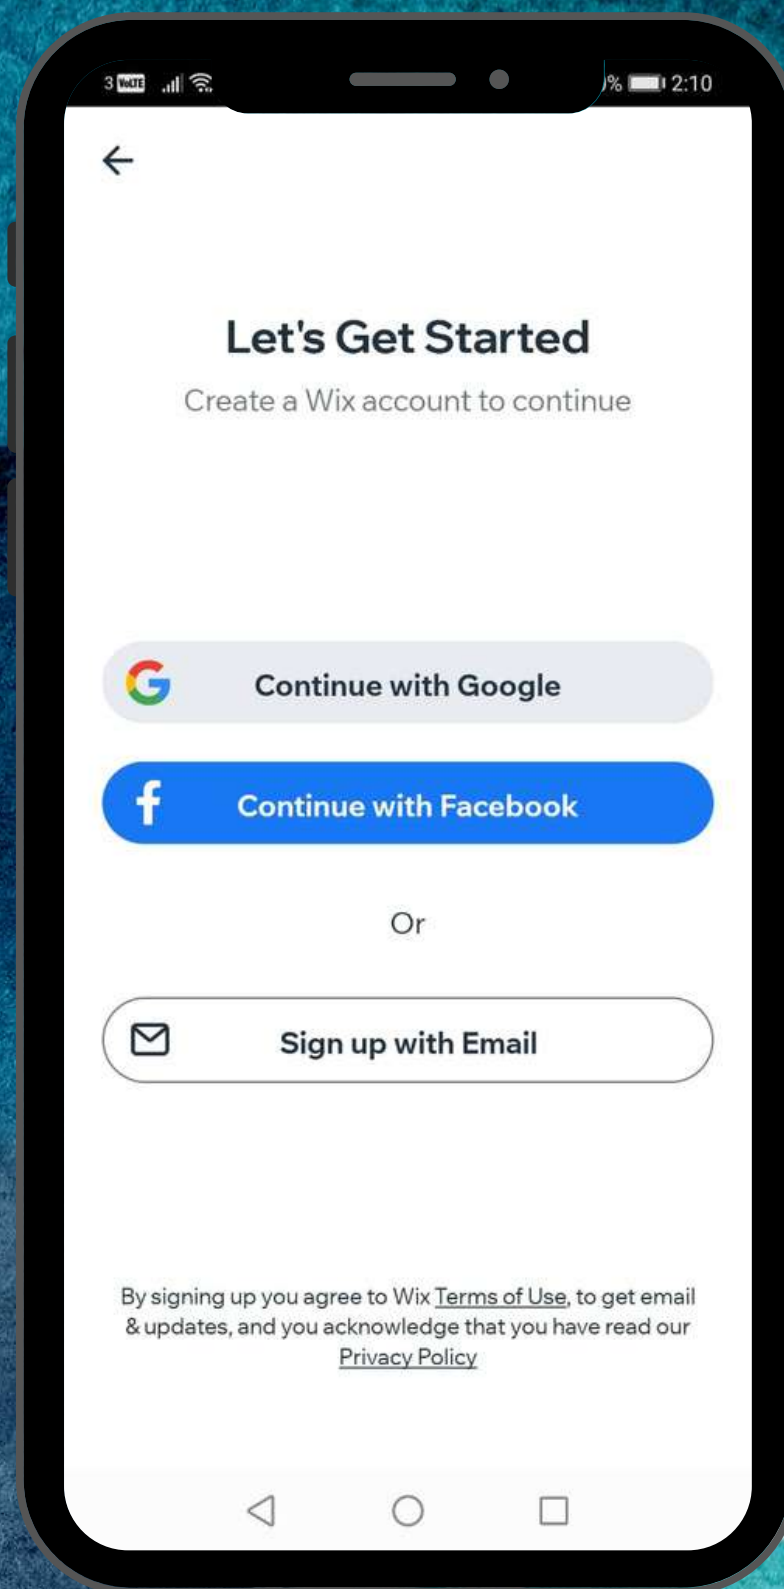 3 VoLTE % 2:10
Let's Get Started
Create a Wix account to continue
Continue with Google
Continue with Facebook
Or
Sign up with Email
By signing up you agree to Wix Terms of Use, to get email
& updates, and you acknowledge that you have read our
Privacy Policy